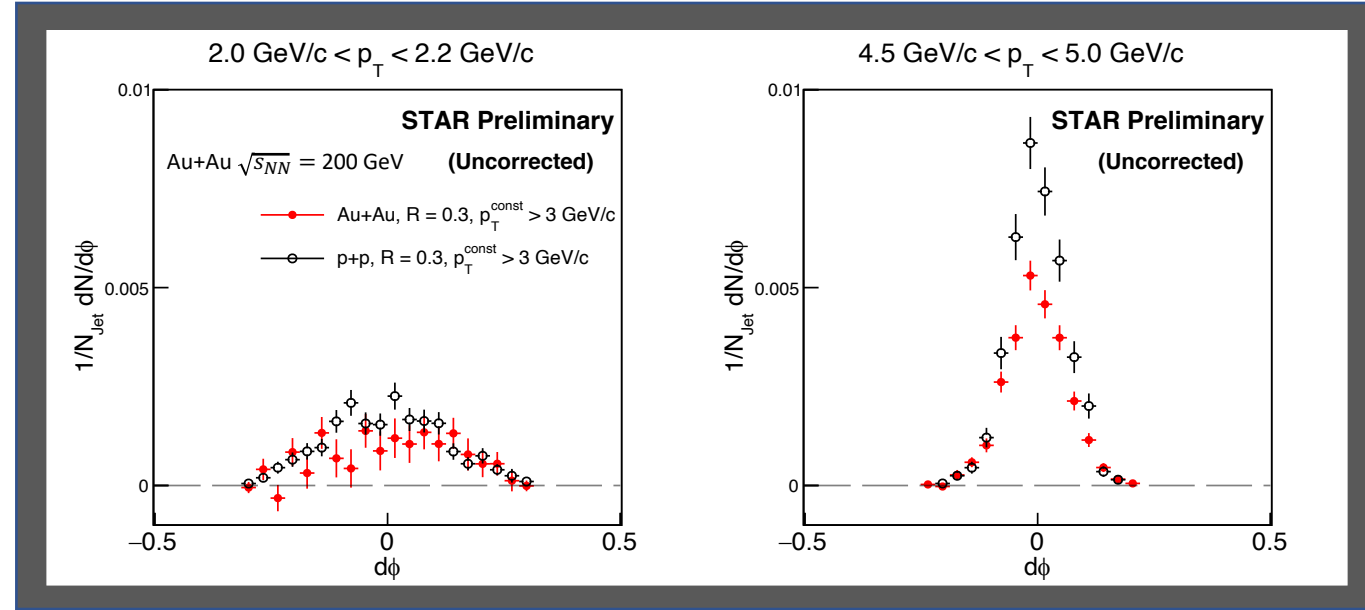 2.0 GeV/c < p_T < 2.2 GeV/c
0.01
STAR Preliminary
Au+Au √s_NN = 200 GeV (Uncorrected)
Au+Au, R = 0.3, p_T^const > 3 GeV/c
p+p, R = 0.3, p_T^const > 3 GeV/c
0.005
1/N_Jet dN/dϕ
0
−0.5 0 0.5
dϕ
4.5 GeV/c < p_T < 5.0 GeV/c
0.01
STAR Preliminary
(Uncorrected)
0.005
1/N_Jet dN/dϕ
0
−0.5 0 0.5
dϕ